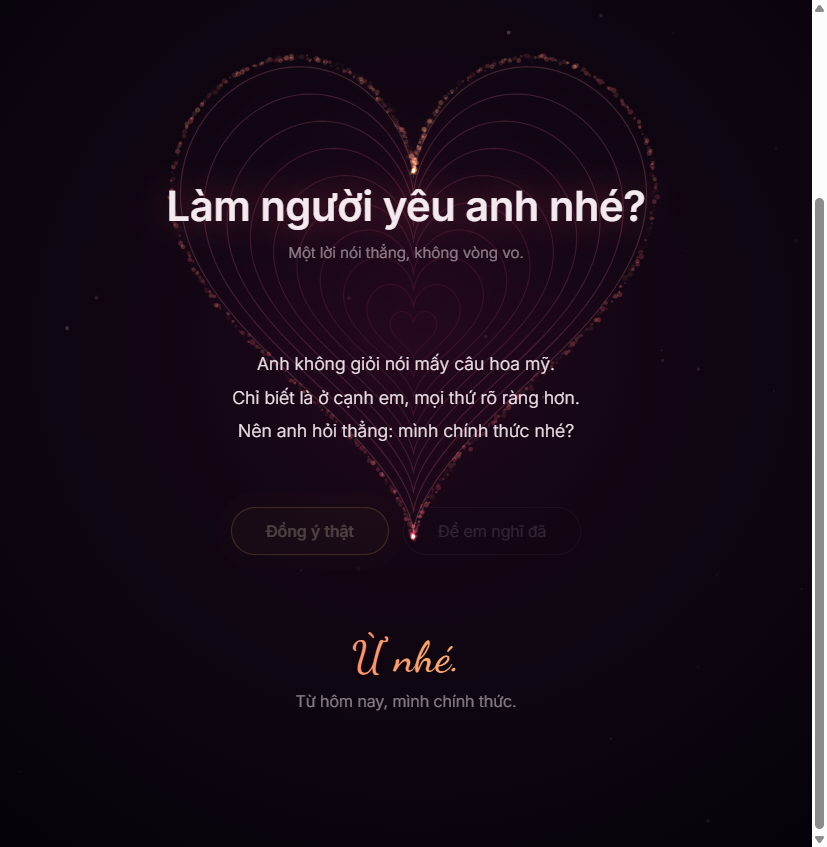 Làm người yêu anh nhé?
Một lời nói thẳng, không vòng vo.
Anh không giỏi nói mấy câu hoa mỹ.
Chỉ biết là ở cạnh em, mọi thứ rõ ràng hơn.
Nên anh hỏi thẳng: mình chính thức nhé?
Đồng ý thật
Để em nghĩ đã
Ừ nhé.
Từ hôm nay, mình chính thức.